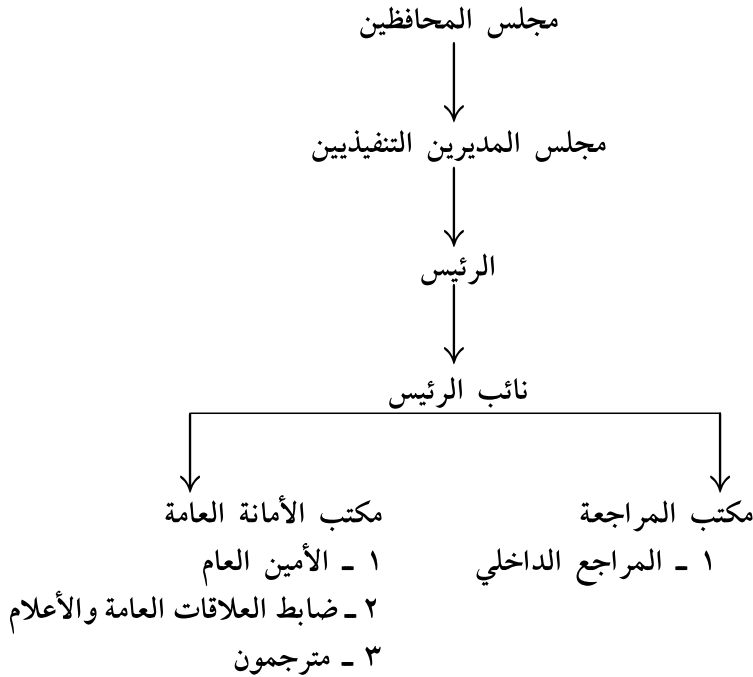 مجلس المحافظين
مجلس المديرين التنفيذيين
الرئيس
نائب الرئيس
مكتب المراجعة
١ ـ المراجع الداخلي
مكتب الأمانة العامة
١ ـ الأمين العام
٢ ـ ضابط العلاقات العامة والأعلام
٣ ـ مترجمون